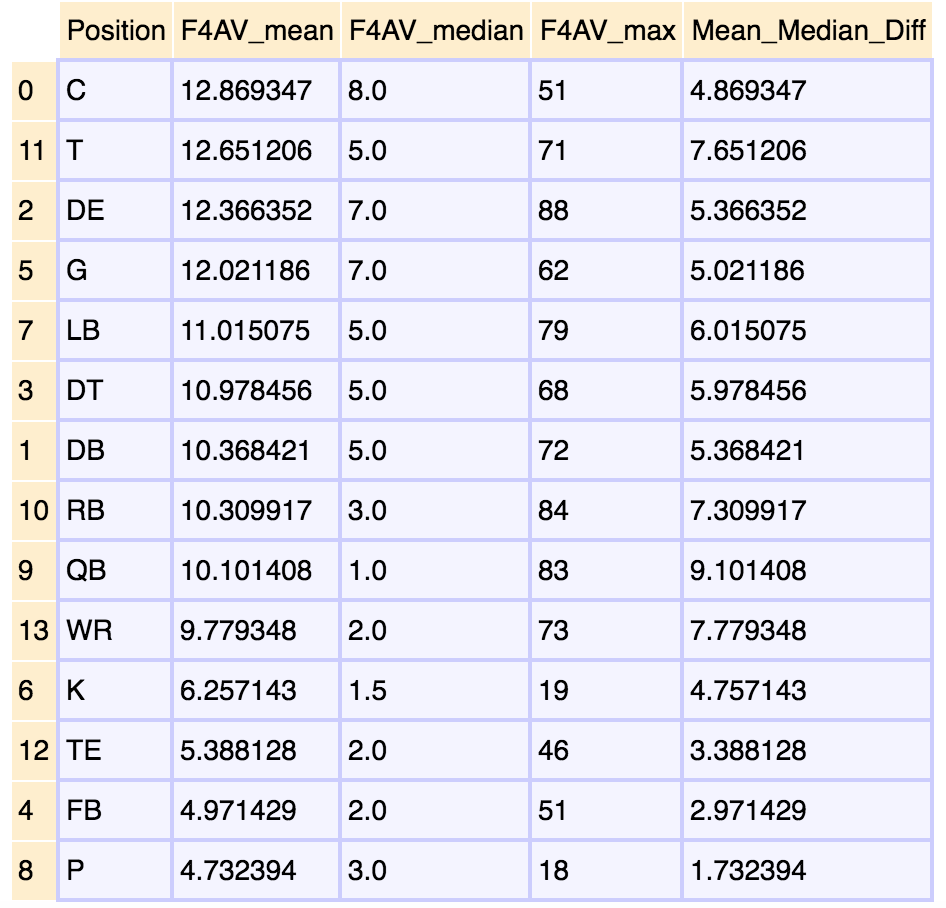 Position F4AV_mean F4AV_median F4AV_max Mean_Median_Diff
0 C 12.869347 8.0 51 4.869347
11 T 12.651206 5.0 71 7.651206
2 DE 12.366352 7.0 88 5.366352
5 G 12.021186 7.0 62 5.021186
7 LB 11.015075 5.0 79 6.015075
3 DT 10.978456 5.0 68 5.978456
1 DB 10.368421 5.0 72 5.368421
10 RB 10.309917 3.0 84 7.309917
9 QB 10.101408 1.0 83 9.101408
13 WR 9.779348 2.0 73 7.779348
6 K 6.257143 1.5 19 4.757143
12 TE 5.388128 2.0 46 3.388128
4 FB 4.971429 2.0 51 2.971429
8 P 4.732394 3.0 18 1.732394